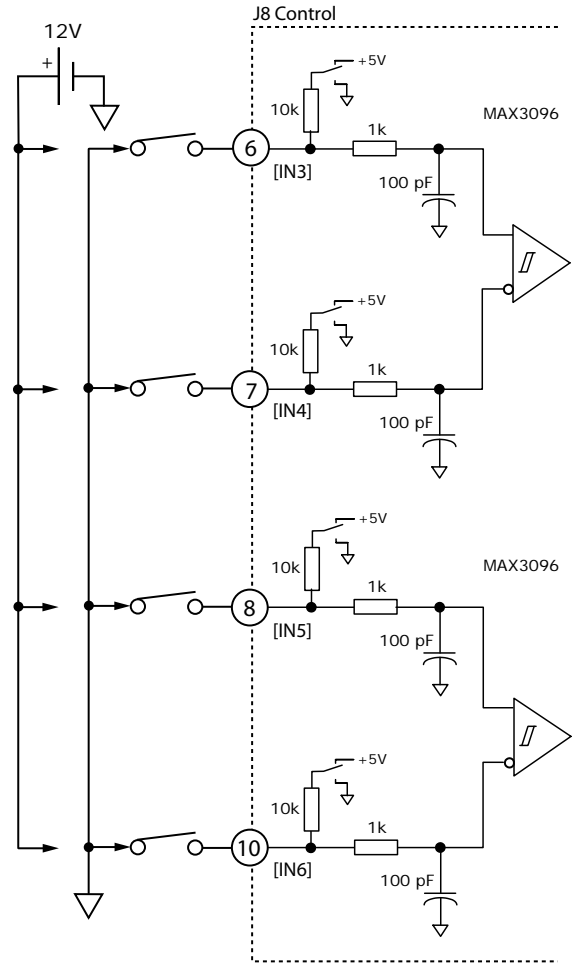 J8 Control
12V
+
+5V
10k
MAX3096
1k
6
[IN3]
100 pF
+5V
10k
1k
7
[IN4]
100 pF
+5V
10k
MAX3096
1k
8
[IN5]
100 pF
+5V
10k
1k
10
[IN6]
100 pF